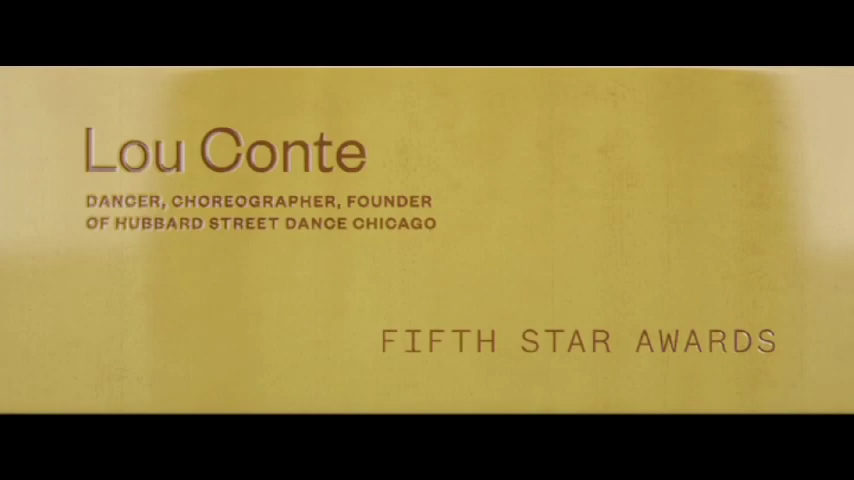 Lou Conte
DANCER, CHOREOGRAPHER, FOUNDER
OF HUBBARD STREET DANCE CHICAGO
FIFTH STAR AWARDS